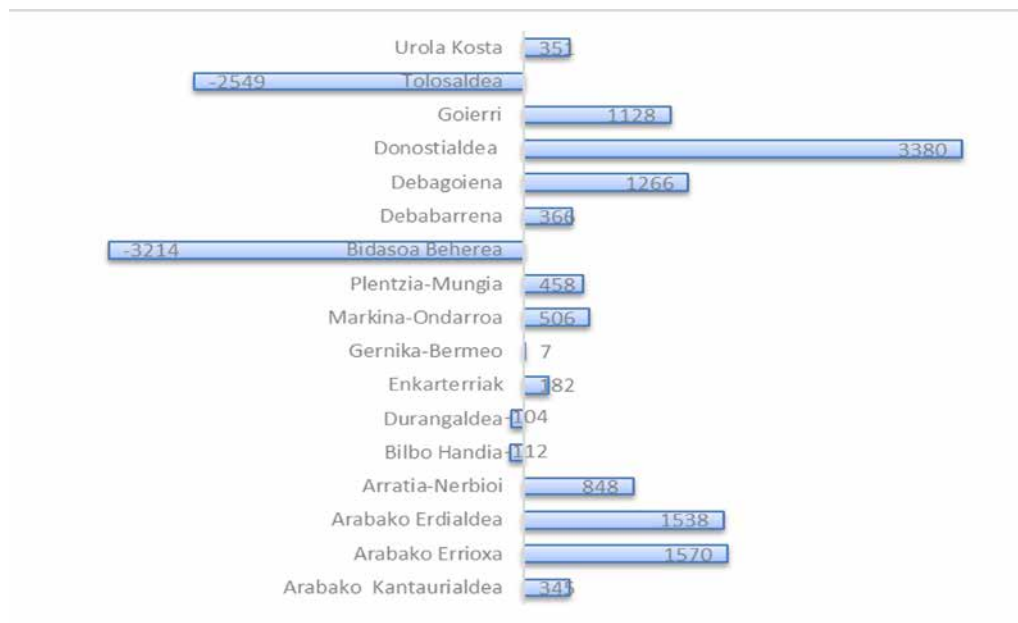 Urola Kosta 351
-2549 Tolosaldea
Goierri 1128
Donostialdea 3380
Debagoiena 1266
Debabarrena 366
-3214 Bidasoa Beherea
Plentzia-Mungia 458
Markina-Ondarroa 506
Gernika-Bermeo 7
Enkarterriak 182
Durangaldea -104
Bilbo Handia -112
Arratia-Nerbioi 848
Arabako Erdialdea 1538
Arabako Errioxa 1570
Arabako Kantaurialdea 345